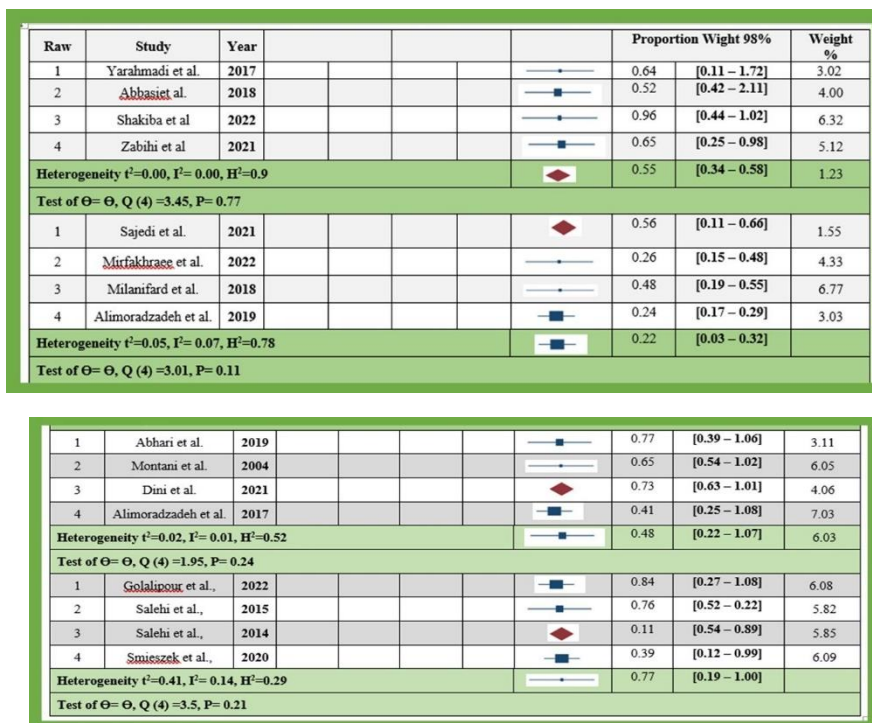 Raw Study Year Proportion Wight 98% Weight %
1 Yarahmadi et al. 2017 0.64 [0.11 – 1.72] 3.02
2 Abbasiet al. 2018 0.52 [0.42 – 2.11] 4.00
3 Shakiba et al 2022 0.96 [0.44 – 1.02] 6.32
4 Zabihi et al 2021 0.65 [0.25 – 0.98] 5.12
Heterogeneity t²=0.00, I²= 0.00, H²=0.9 0.55 [0.34 – 0.58] 1.23
Test of Ɵ= Ɵ, Q (4) =3.45, P= 0.77
1 Sajedi et al. 2021 0.56 [0.11 – 0.66] 1.55
2 Mirfakhraee et al. 2022 0.26 [0.15 – 0.48] 4.33
3 Milanifard et al. 2018 0.48 [0.19 – 0.55] 6.77
4 Alimoradzadeh et al. 2019 0.24 [0.17 – 0.29] 3.03
Heterogeneity t²=0.05, I²= 0.07, H²=0.78 0.22 [0.03 – 0.32]
Test of Ɵ= Ɵ, Q (4) =3.01, P= 0.11
1 Abhari et al. 2019 0.77 [0.39 – 1.06] 3.11
2 Montani et al. 2004 0.65 [0.54 – 1.02] 6.05
3 Dini et al. 2021 0.73 [0.63 – 1.01] 4.06
4 Alimoradzadeh et al. 2017 0.41 [0.25 – 1.08] 7.03
Heterogeneity t²=0.02, I²= 0.01, H²=0.52 0.48 [0.22 – 1.07] 6.03
Test of Ɵ= Ɵ, Q (4) =1.95, P= 0.24
1 Golalipour et al., 2022 0.84 [0.27 – 1.08] 6.08
2 Salehi et al., 2015 0.76 [0.52 – 0.22] 5.82
3 Salehi et al., 2014 0.11 [0.54 – 0.89] 5.85
4 Smieszek et al., 2020 0.39 [0.12 – 0.99] 6.09
Heterogeneity t²=0.41, I²= 0.14, H²=0.29 0.77 [0.19 – 1.00]
Test of Ɵ= Ɵ, Q (4) =3.5, P= 0.21